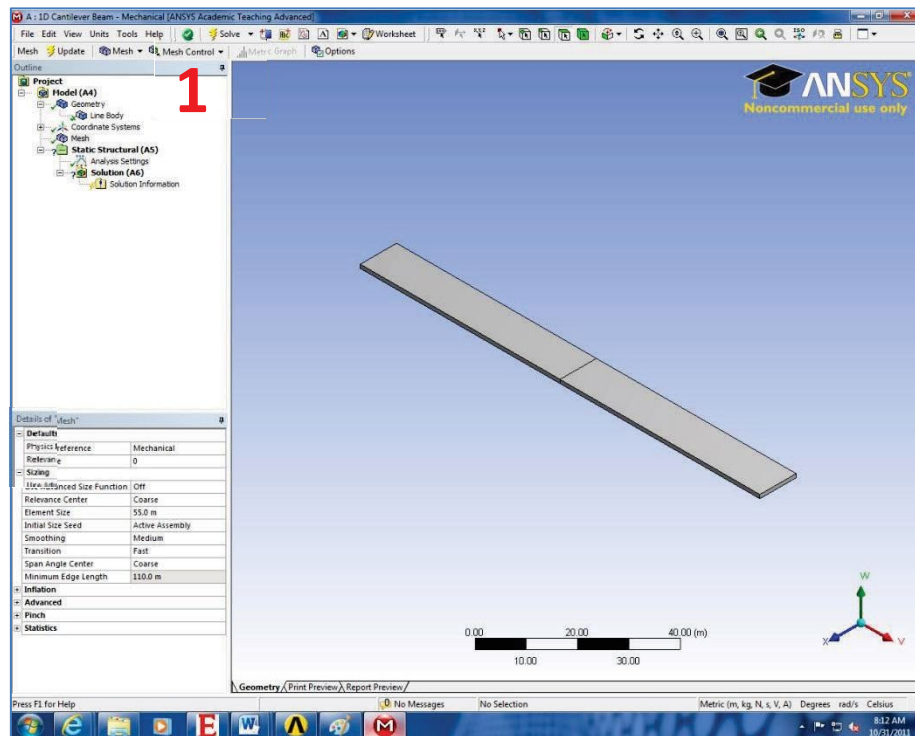 A : 1D Cantilever Beam - Mechanical [ANSYS Academic Teaching Advanced]
File Edit View Units Tools Help Solve Worksheet
Mesh Update Mesh Mesh Control Metric Graph Options
Outline
1
Project
Model (A4)
Geometry
Line Body
Coordinate Systems
Mesh
Static Structural (A5)
Analysis Settings
Solution (A6)
Solution Information
ANSYS
Noncommercial use only
Details of "Mesh"
Defaults
Physics Preference Mechanical
Relevance 0
Sizing
Use Advanced Size Function Off
Relevance Center Coarse
Element Size 55.0 m
Initial Size Seed Active Assembly
Smoothing Medium
Transition Fast
Span Angle Center Coarse
Minimum Edge Length 110.0 m
Inflation
Advanced
Pinch
Statistics
0.00 20.00 40.00 (m)
10.00 30.00
W
X V
Geometry Print Preview Report Preview
Press F1 for Help 0 No Messages No Selection Metric (m, kg, N, s, V, A) Degrees rad/s Celsius
8:12 AM
10/31/2011